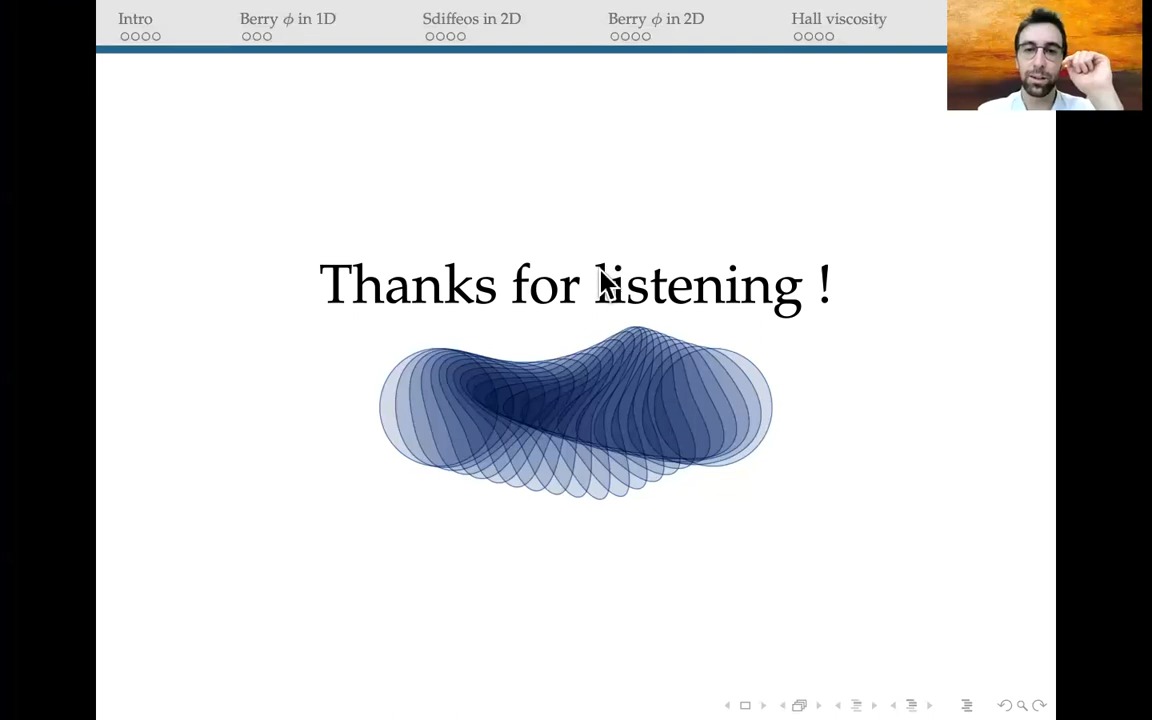 Intro Berry ϕ in 1D Sdiffeos in 2D Berry ϕ in 2D Hall viscosity
Thanks for listening !